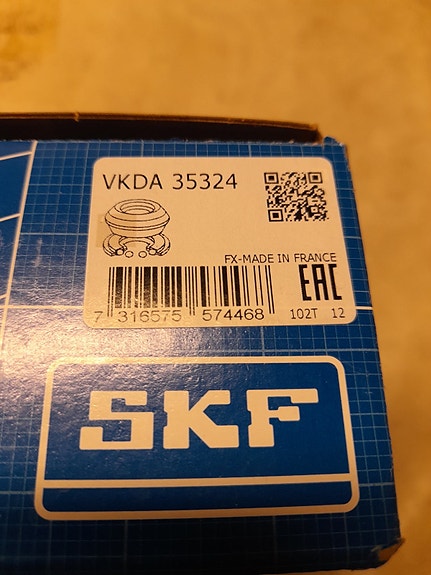 VKDA 35324
FX-MADE IN FRANCE
EAC
7 316575 574468
102T 12
SKF